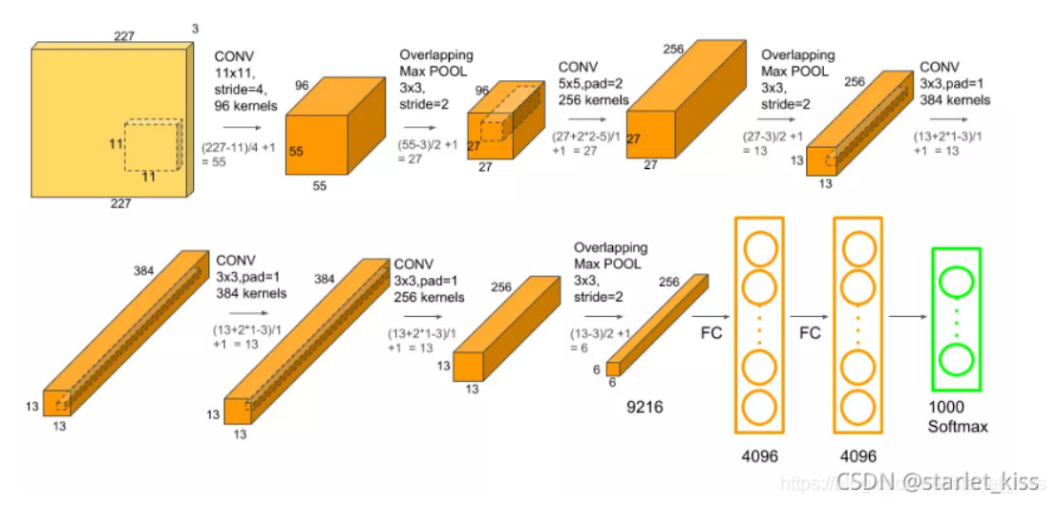 227
3
11
11
227
CONV
11x11,
stride=4,
96 kernels
(227-11)/4 +1
= 55
96
55
55
Overlapping
Max POOL
3x3,
stride=2
(55-3)/2 +1
= 27
96
27
27
CONV
5x5,pad=2
256 kernels
(27+2*2-5)/1
+1 = 27
256
27
27
Overlapping
Max POOL
3x3,
stride=2
(27-3)/2 +1
= 13
256
13
13
CONV
3x3,pad=1
384 kernels
(13+2*1-3)/1
+1 = 13
384
13
13
CONV
3x3,pad=1
384 kernels
(13+2*1-3)/1
+1 = 13
384
13
13
CONV
3x3,pad=1
256 kernels
(13+2*1-3)/1
+1 = 13
256
13
13
Overlapping
Max POOL
3x3,
stride=2
(13-3)/2 +1
= 6
256
6
6
9216
FC
4096
FC
4096
1000
Softmax
CSDN @starlet_kiss